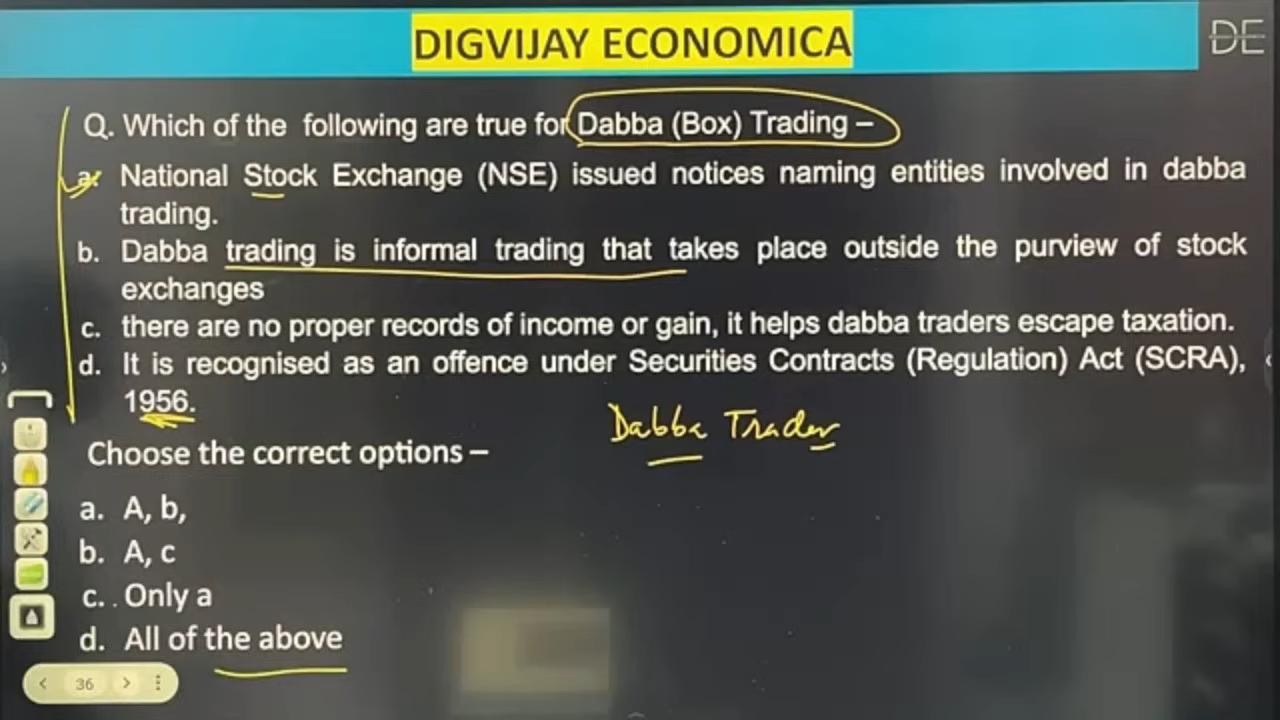 DIGVIJAY ECONOMICA
DE
Q. Which of the following are true for Dabba (Box) Trading –
a. National Stock Exchange (NSE) issued notices naming entities involved in dabba
trading.
b. Dabba trading is informal trading that takes place outside the purview of stock
exchanges
c. there are no proper records of income or gain, it helps dabba traders escape taxation.
d. It is recognised as an offence under Securities Contracts (Regulation) Act (SCRA),
1956.
Dabba Trader
Choose the correct options –
a. A, b,
b. A, c
c. . Only a
d. All of the above
< 36 >